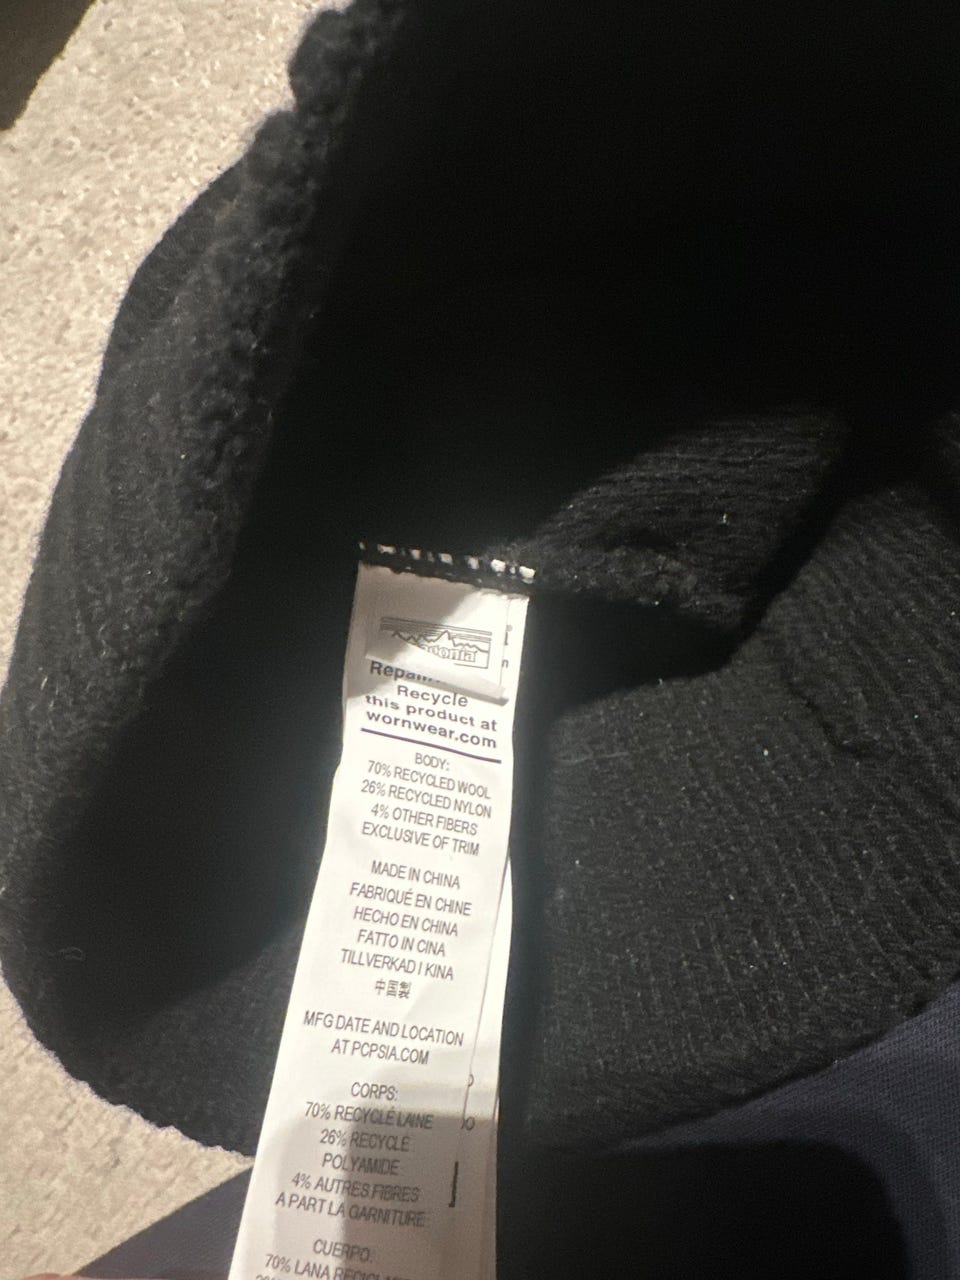 Recycle
this product at
wornwear.com
BODY:
70% RECYCLED WOOL
26% RECYCLED NYLON
4% OTHER FIBERS
EXCLUSIVE OF TRIM
MADE IN CHINA
FABRIQUÉ EN CHINE
HECHO EN CHINA
FATTO IN CINA
TILLVERKAD I KINA
中国製
MFG DATE AND LOCATION
AT PCPSIA.COM
CORPS:
70% RECYCLÉ LAINE
26% RECYCLÉ
POLYAMIDE
4% AUTRES FIBRES
A PART LA GARNITURE
CUERPO:
70% LANA